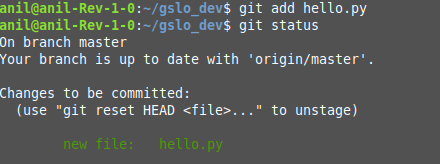 anil@anil-Rev-1-0:~/gslo_dev$ git add hello.py
anil@anil-Rev-1-0:~/gslo_dev$ git status
On branch master
Your branch is up to date with 'origin/master'.

Changes to be committed:
  (use "git reset HEAD <file>..." to unstage)

        new file:   hello.py